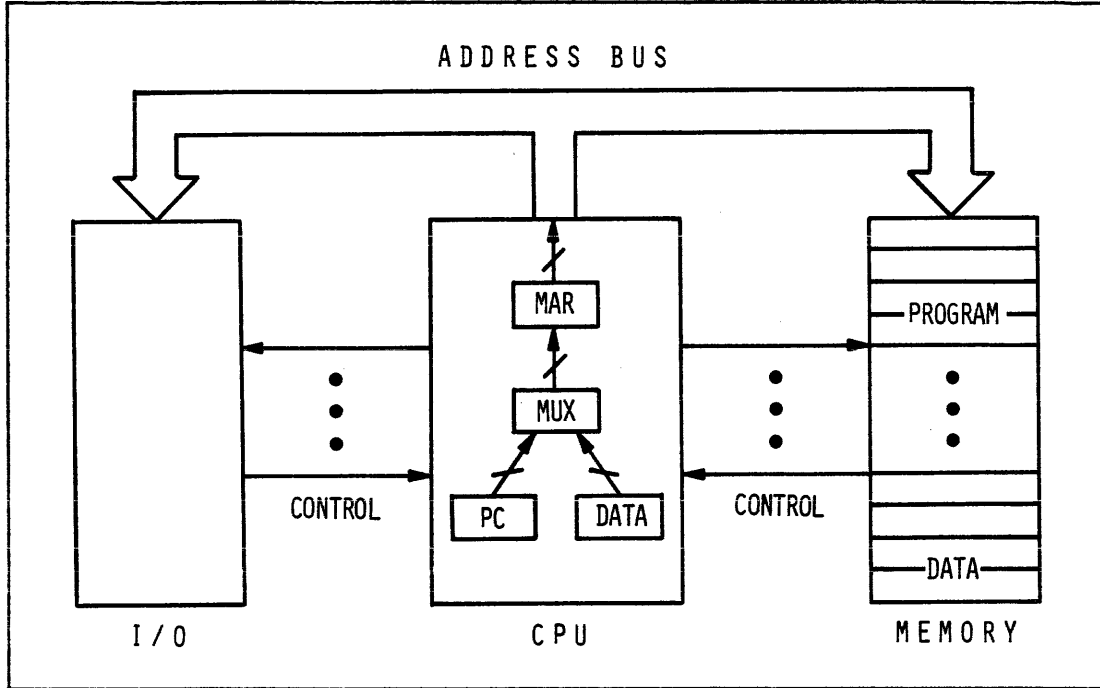 ADDRESS BUS
MAR
PROGRAM
MUX
CONTROL
PC
DATA
CONTROL
DATA
I/O
CPU
MEMORY